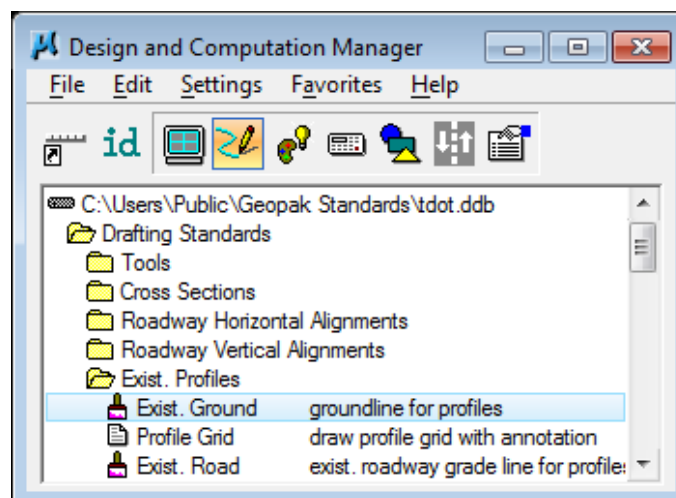 Design and Computation Manager
File Edit Settings Favorites Help
id
C:\Users\Public\Geopak Standards\tdot.ddb
Drafting Standards
Tools
Cross Sections
Roadway Horizontal Alignments
Roadway Vertical Alignments
Exist. Profiles
Exist. Ground groundline for profiles
Profile Grid draw profile grid with annotation
Exist. Road exist. roadway grade line for profile: